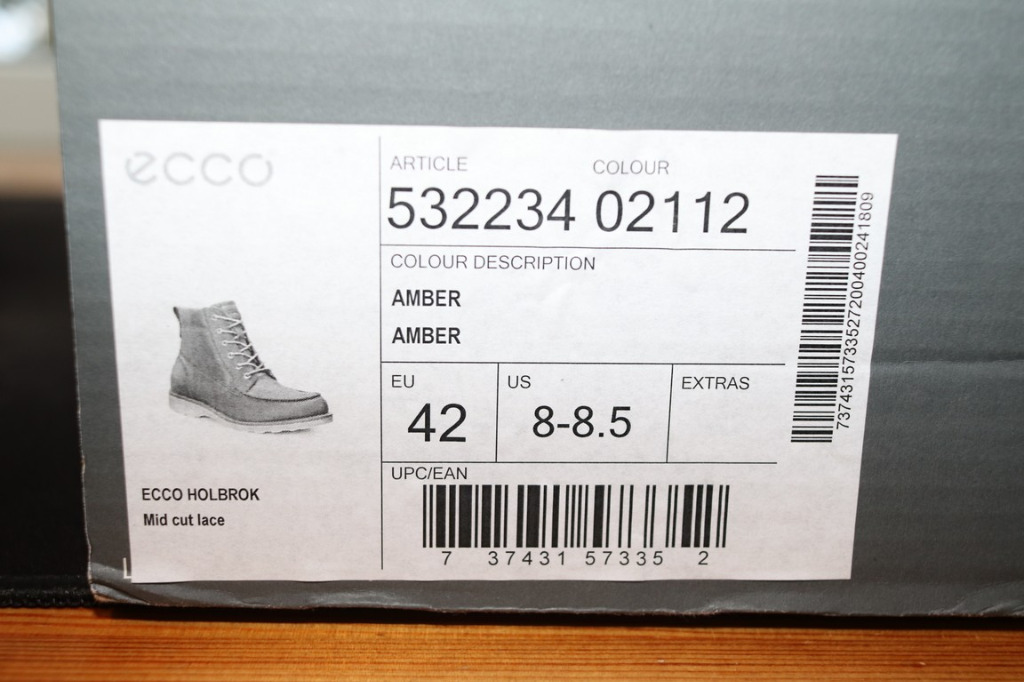 ecco
ECCO HOLBROK
Mid cut lace
ARTICLE COLOUR
532234 02112
COLOUR DESCRIPTION
AMBER
AMBER
EU US EXTRAS
42 8-8.5
UPC/EAN
7 37431 57335 2
7374315733527200400241809